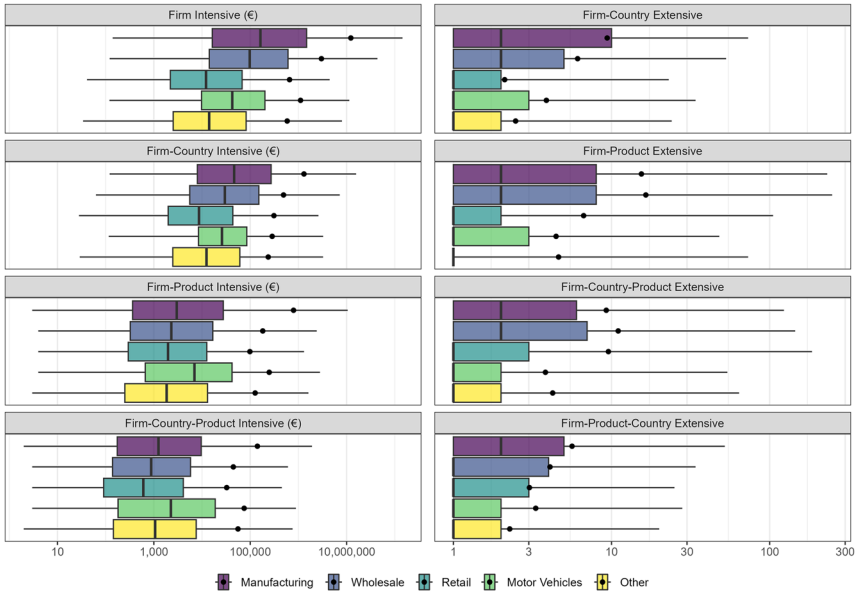 Firm Intensive (€)
Firm-Country Extensive
Firm-Country Intensive (€)
Firm-Product Extensive
Firm-Product Intensive (€)
Firm-Country-Product Extensive
Firm-Country-Product Intensive (€)
Firm-Product-Country Extensive
10 1,000 100,000 10,000,000
1 3 10 30 100 300
Manufacturing Wholesale Retail Motor Vehicles Other